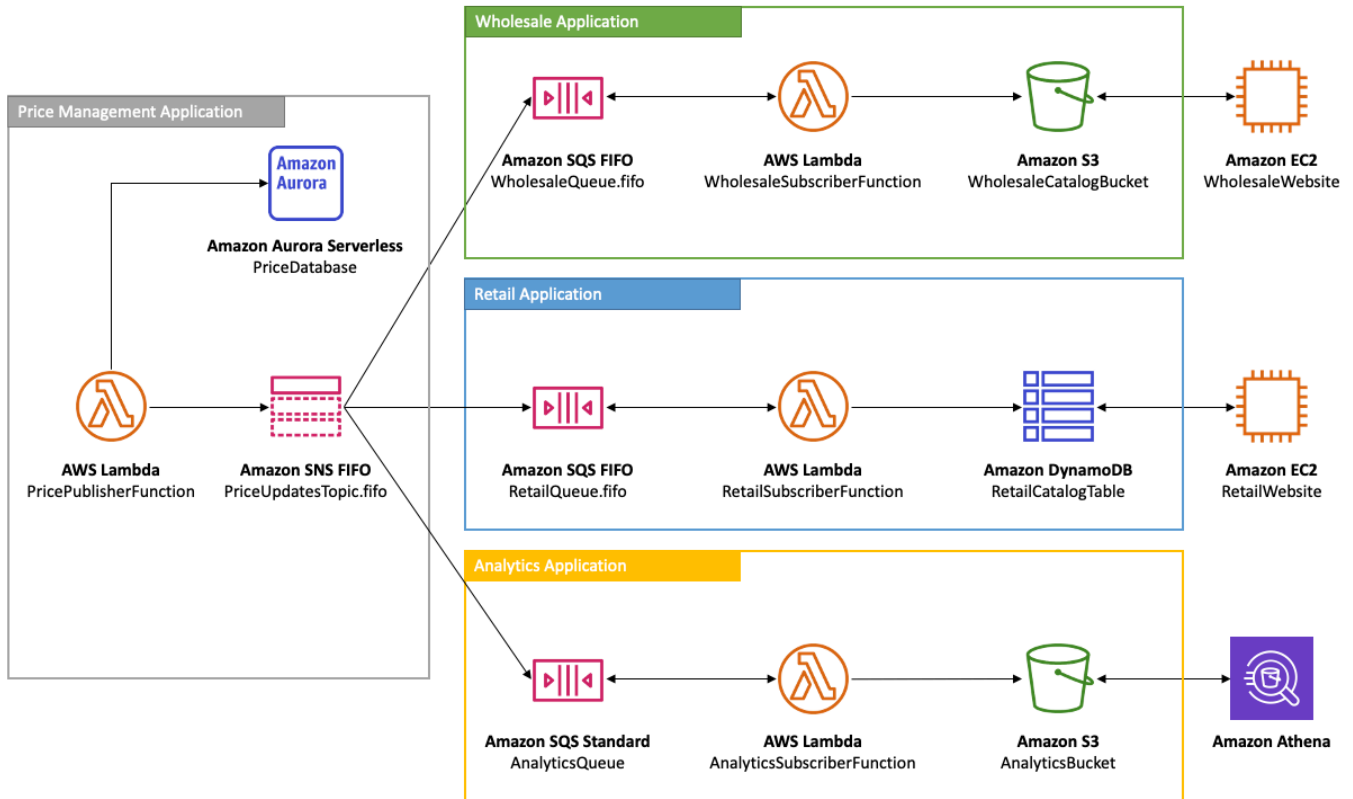 Wholesale Application
Amazon SQS FIFO
WholesaleQueue.fifo
AWS Lambda
WholesaleSubscriberFunction
Amazon S3
WholesaleCatalogBucket
Amazon EC2
WholesaleWebsite
Price Management Application
Amazon
Aurora
Amazon Aurora Serverless
PriceDatabase
AWS Lambda
PricePublisherFunction
Amazon SNS FIFO
PriceUpdatesTopic.fifo
Retail Application
Amazon SQS FIFO
RetailQueue.fifo
AWS Lambda
RetailSubscriberFunction
Amazon DynamoDB
RetailCatalogTable
Amazon EC2
RetailWebsite
Analytics Application
Amazon SQS Standard
AnalyticsQueue
AWS Lambda
AnalyticsSubscriberFunction
Amazon S3
AnalyticsBucket
Amazon Athena